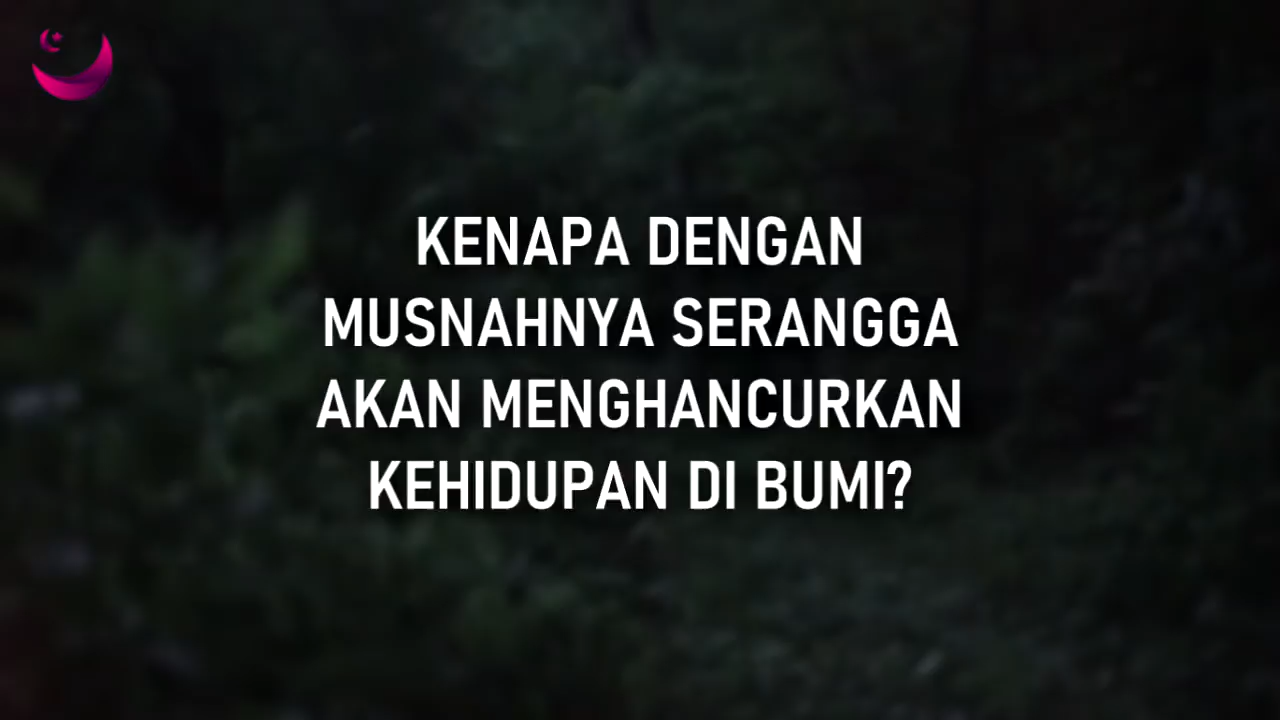 KENAPA DENGAN
MUSNAHNYA SERANGGA
AKAN MENGHANCURKAN
KEHIDUPAN DI BUMI?